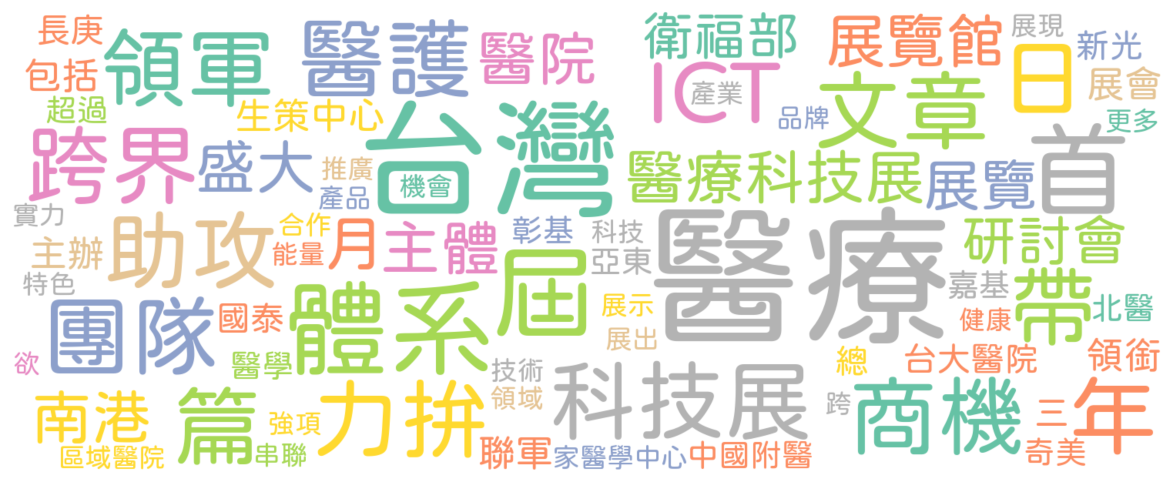 長庚
領軍
醫護
醫院
衛福部
展覽館
展現
日
新光
包括
ICT
產業
文章
展會
超過
生策中心
台灣
品牌
更多
跨界
盛大
推廣
產品
機會
醫療科技展
展覽
首
實力
主辦
助攻
合作
能量
月
主體
彰基
科技
亞東
醫療
研討會
特色
團隊
國泰
體系
屆
展示
展出
嘉基
健康
帶
北醫
欲
醫學
技術
領域
科技展
總
台大醫院
領銜
南港
篇
強項
力拚
跨
商機
三
年
區域醫院
串聯
聯軍
家醫學中心
中國附醫
奇美